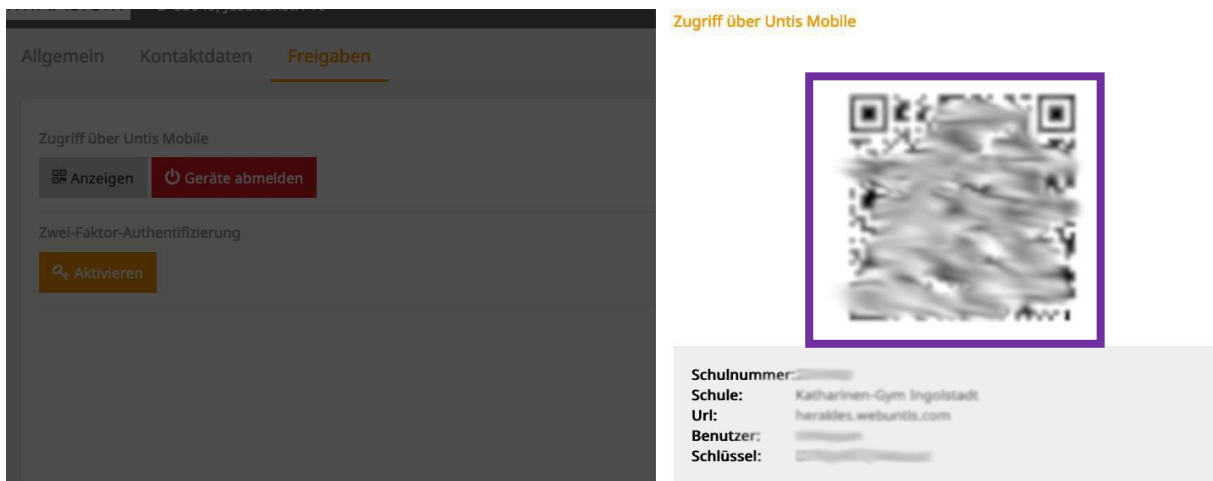 Allgemein Kontaktdaten Freigaben
Zugriff über Untis Mobile
Anzeigen Geräte abmelden
Zwei-Faktor-Authentifizierung
Aktivieren
Zugriff über Untis Mobile
Schulnummer:
Schule: Katharinen-Gym Ingolstadt
Url: herakles.webuntis.com
Benutzer:
Schlüssel: